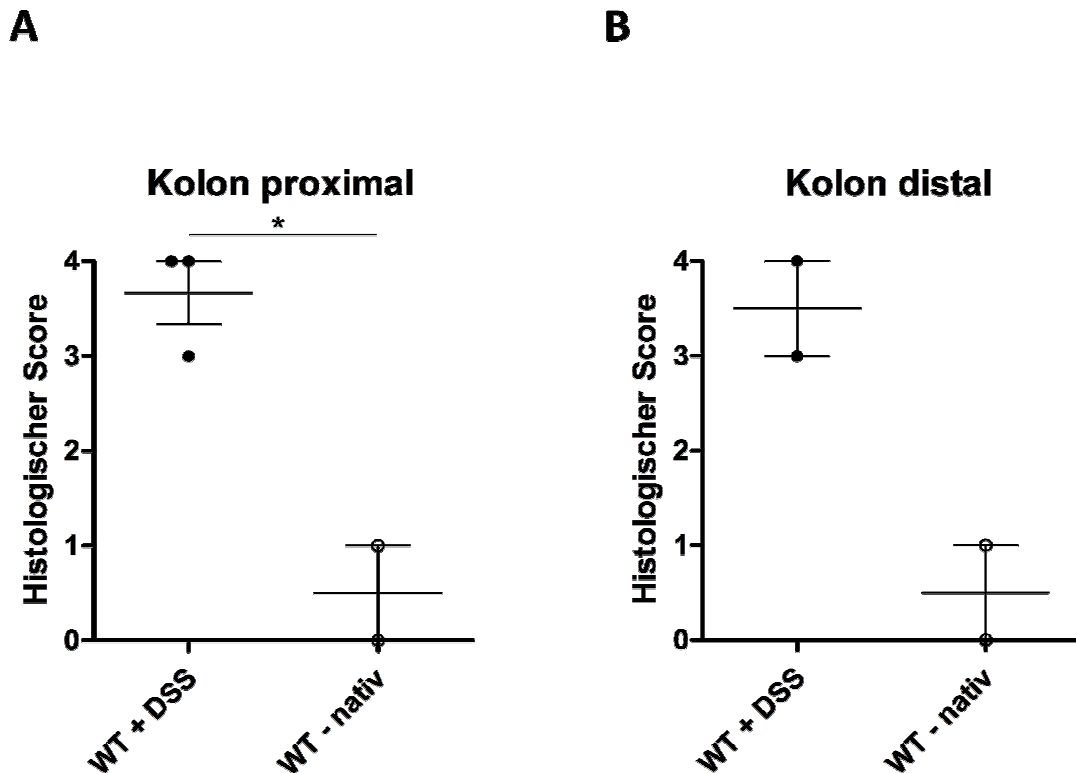 A
Kolon proximal
*
Histologischer Score
4
3
2
1
0
WT + DSS
WT - nativ
B
Kolon distal
Histologischer Score
4
3
2
1
0
WT + DSS
WT - nativ